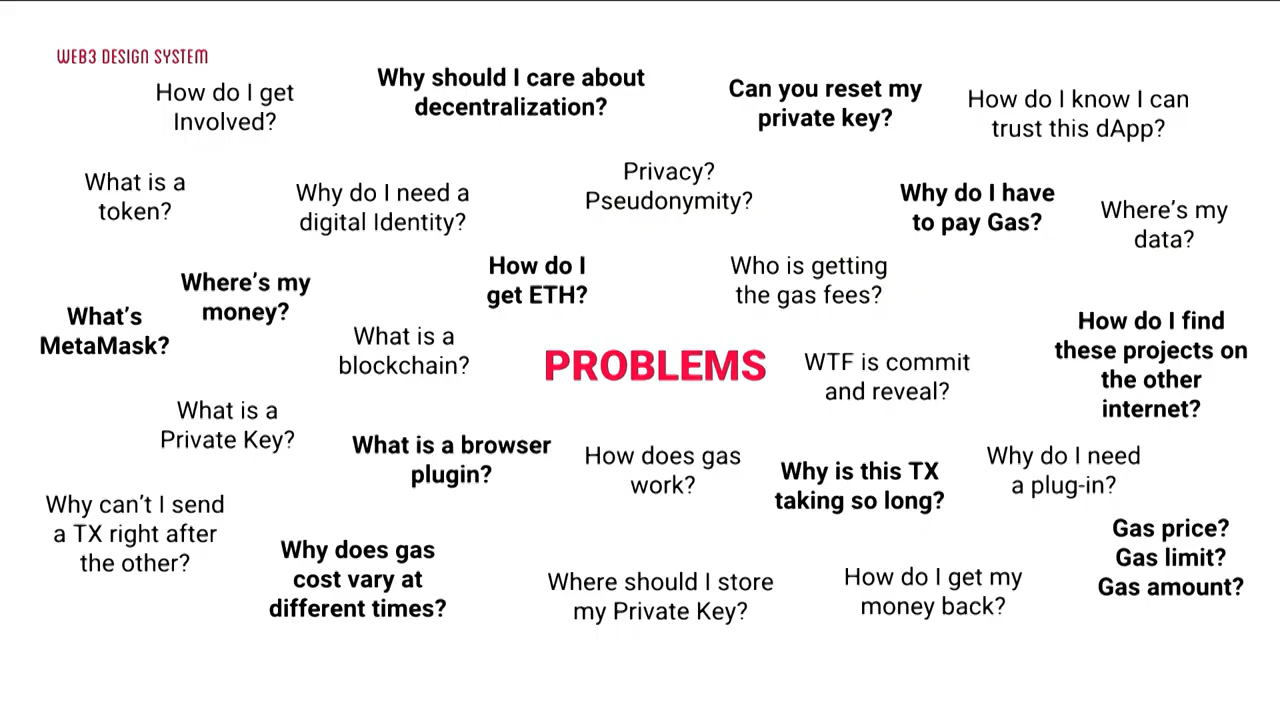 WEB3 DESIGN SYSTEM
How do I get
Involved?
Why should I care about
decentralization?
Can you reset my
private key?
How do I know I can
trust this dApp?
What is a
token?
Why do I need a
digital Identity?
Privacy?
Pseudonymity?
Why do I have
to pay Gas?
Where's my
data?
Where's my
money?
How do I
get ETH?
Who is getting
the gas fees?
What's
MetaMask?
What is a
blockchain?
PROBLEMS
WTF is commit
and reveal?
How do I find
these projects on
the other
internet?
What is a
Private Key?
What is a browser
plugin?
How does gas
work?
Why is this TX
taking so long?
Why do I need
a plug-in?
Why can't I send
a TX right after
the other?
Why does gas
cost vary at
different times?
Where should I store
my Private Key?
How do I get my
money back?
Gas price?
Gas limit?
Gas amount?